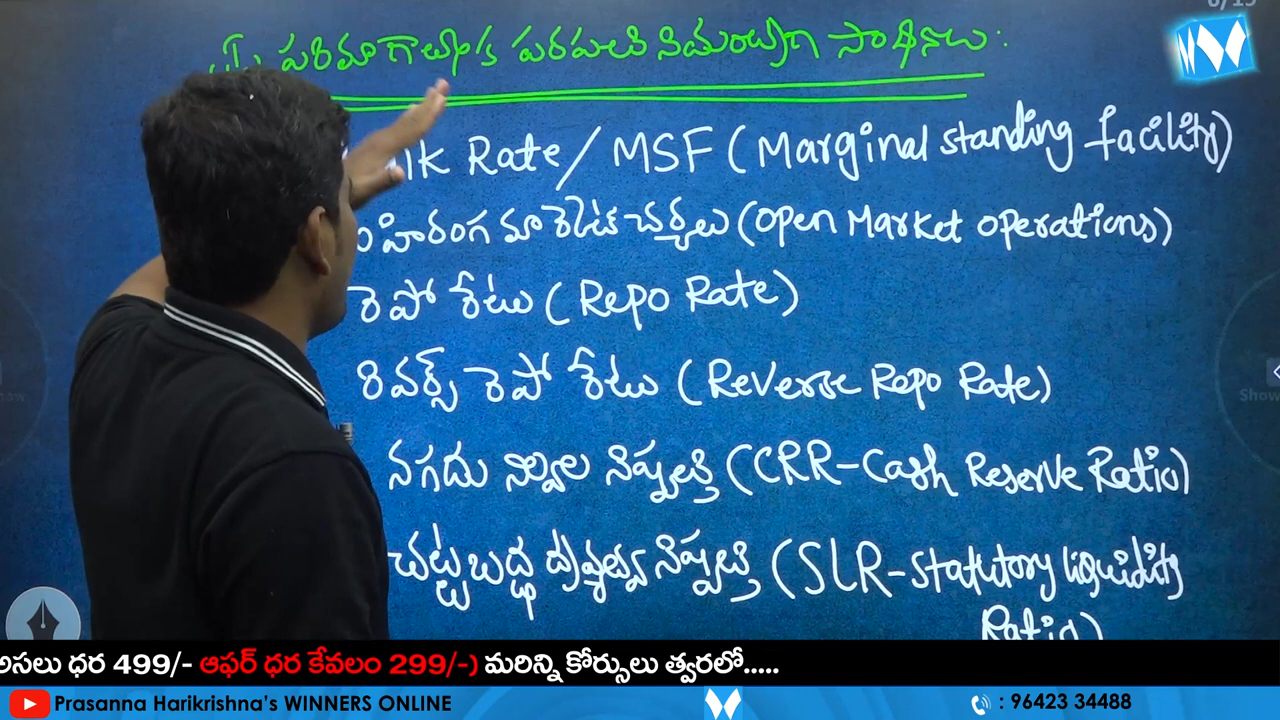 పరిమాణాత్మక పరపతి నియంత్రణ సాధనలు :
Rate / MSF ( Marginal standing facility)
హిరంగ మార్కెట్ చర్యలు (open Market operations)
రెపో రేటు ( Repo Rate)
రివర్స్ రెపో రేటు (Reverse Repo Rate)
నగదు నిల్వల నిష్పత్తి (CRR-Cash Reserve Ratio)
చట్టబద్ధ ద్రవ్యత్వ నిష్పత్తి (SLR-Statutory liquidity
Ratio)
అసలు ధర 499/- ఆఫర్ ధర కేవలం 299/-) మరిన్ని కోర్సులు త్వరలో.....
Prasanna Harikrishna's WINNERS ONLINE
: 96423 34488